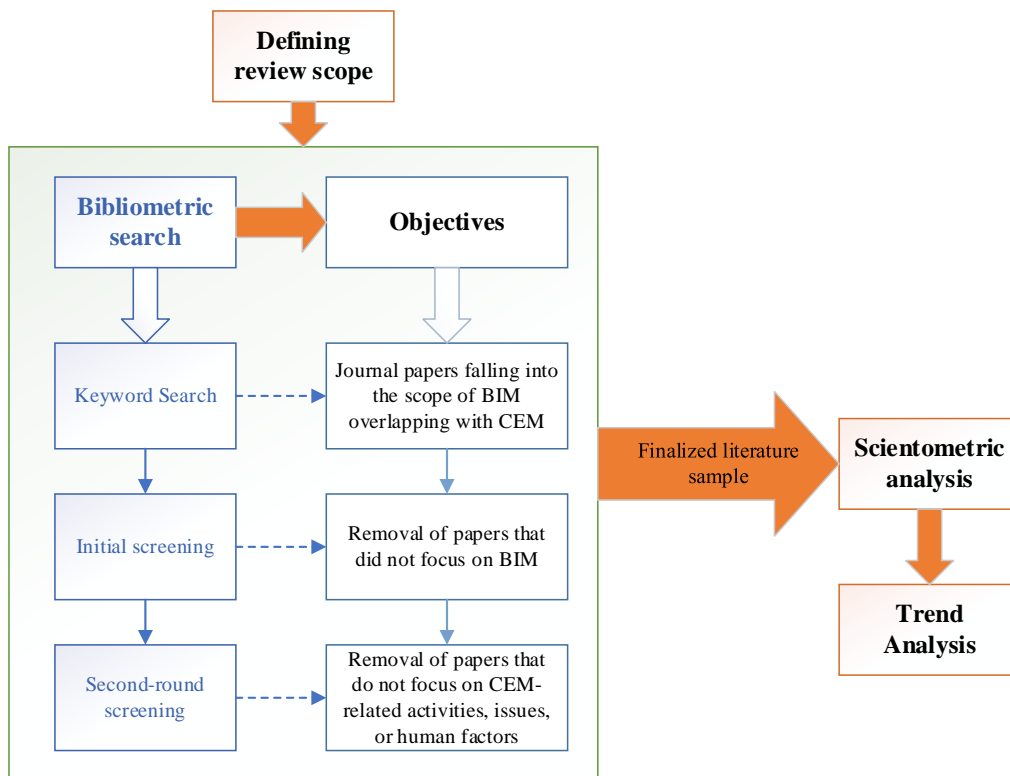 Defining
review scope
Bibliometric
search
Objectives
Keyword Search
Journal papers falling into
the scope of BIM
overlapping with CEM
Initial screening
Removal of papers that
did not focus on BIM
Second-round
screening
Removal of papers that
do not focus on CEM-
related activities, issues,
or human factors
Finalized literature
sample
Scientometric
analysis
Trend
Analysis